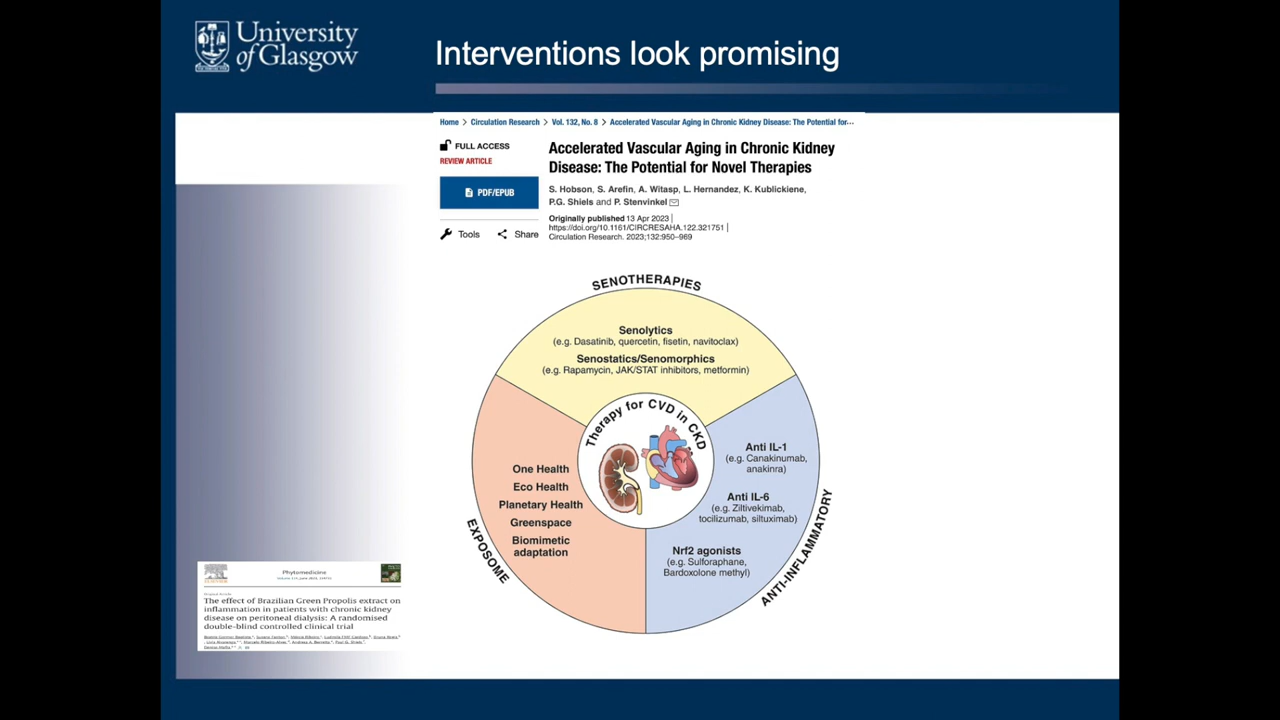 University
of Glasgow
Interventions look promising
Home > Circulation Research > Vol. 132, No. 8 > Accelerated Vascular Aging in Chronic Kidney Disease: The Potential for...
FULL ACCESS
REVIEW ARTICLE
PDF/EPUB
Tools
Share
Accelerated Vascular Aging in Chronic Kidney
Disease: The Potential for Novel Therapies
S. Hobson, S. Arefin, A. Witasp, L. Hernandez, K. Kublickiene,
P.G. Shiels and P. Stenvinkel
Originally published 13 Apr 2023 |
https://doi.org/10.1161/CIRCRESAHA.122.321751 |
Circulation Research. 2023;132:950–969
SENOTHERAPIES
Senolytics
(e.g. Dasatinib, quercetin, fisetin, navitoclax)
Senostatics/Senomorphics
(e.g. Rapamycin, JAK/STAT inhibitors, metformin)
Therapy for CVD in CKD
Anti IL-1
(e.g. Canakinumab,
anakinra)
Anti IL-6
(e.g. Ziltivekimab,
tocilizumab, siltuximab)
Nrf2 agonists
(e.g. Sulforaphane,
Bardoxolone methyl)
ANTI-INFLAMMATORY
One Health
Eco Health
Planetary Health
Greenspace
Biomimetic
adaptation
EXPOSOME
Phytomedicine
The effect of Brazilian Green Propolis extract on
inflammation in patients with chronic kidney
disease on peritoneal dialysis: A randomised
double-blind controlled clinical trial